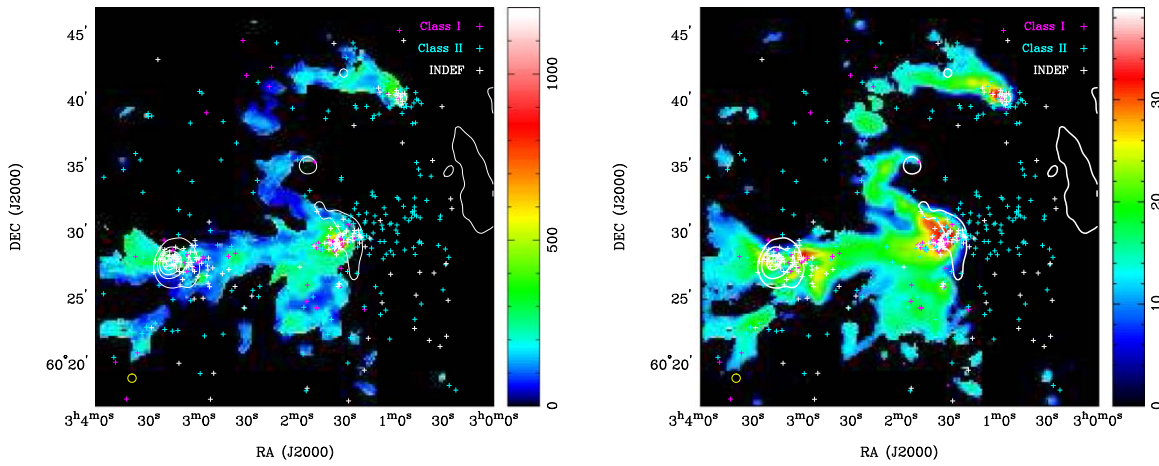 45′
40′
35′
30′
25′
60°20′
DEC (J2000)
3ʰ4ᵐ0ˢ
30ˢ
3ᵐ0ˢ
30ˢ
2ᵐ0ˢ
30ˢ
1ᵐ0ˢ
30ˢ
3ʰ0ᵐ0ˢ
RA (J2000)
Class I
Class II
INDEF
0
500
1000
45′
40′
35′
30′
25′
60°20′
DEC (J2000)
3ʰ4ᵐ0ˢ
30ˢ
3ᵐ0ˢ
30ˢ
2ᵐ0ˢ
30ˢ
1ᵐ0ˢ
30ˢ
3ʰ0ᵐ0ˢ
RA (J2000)
Class I
Class II
INDEF
0
10
20
30